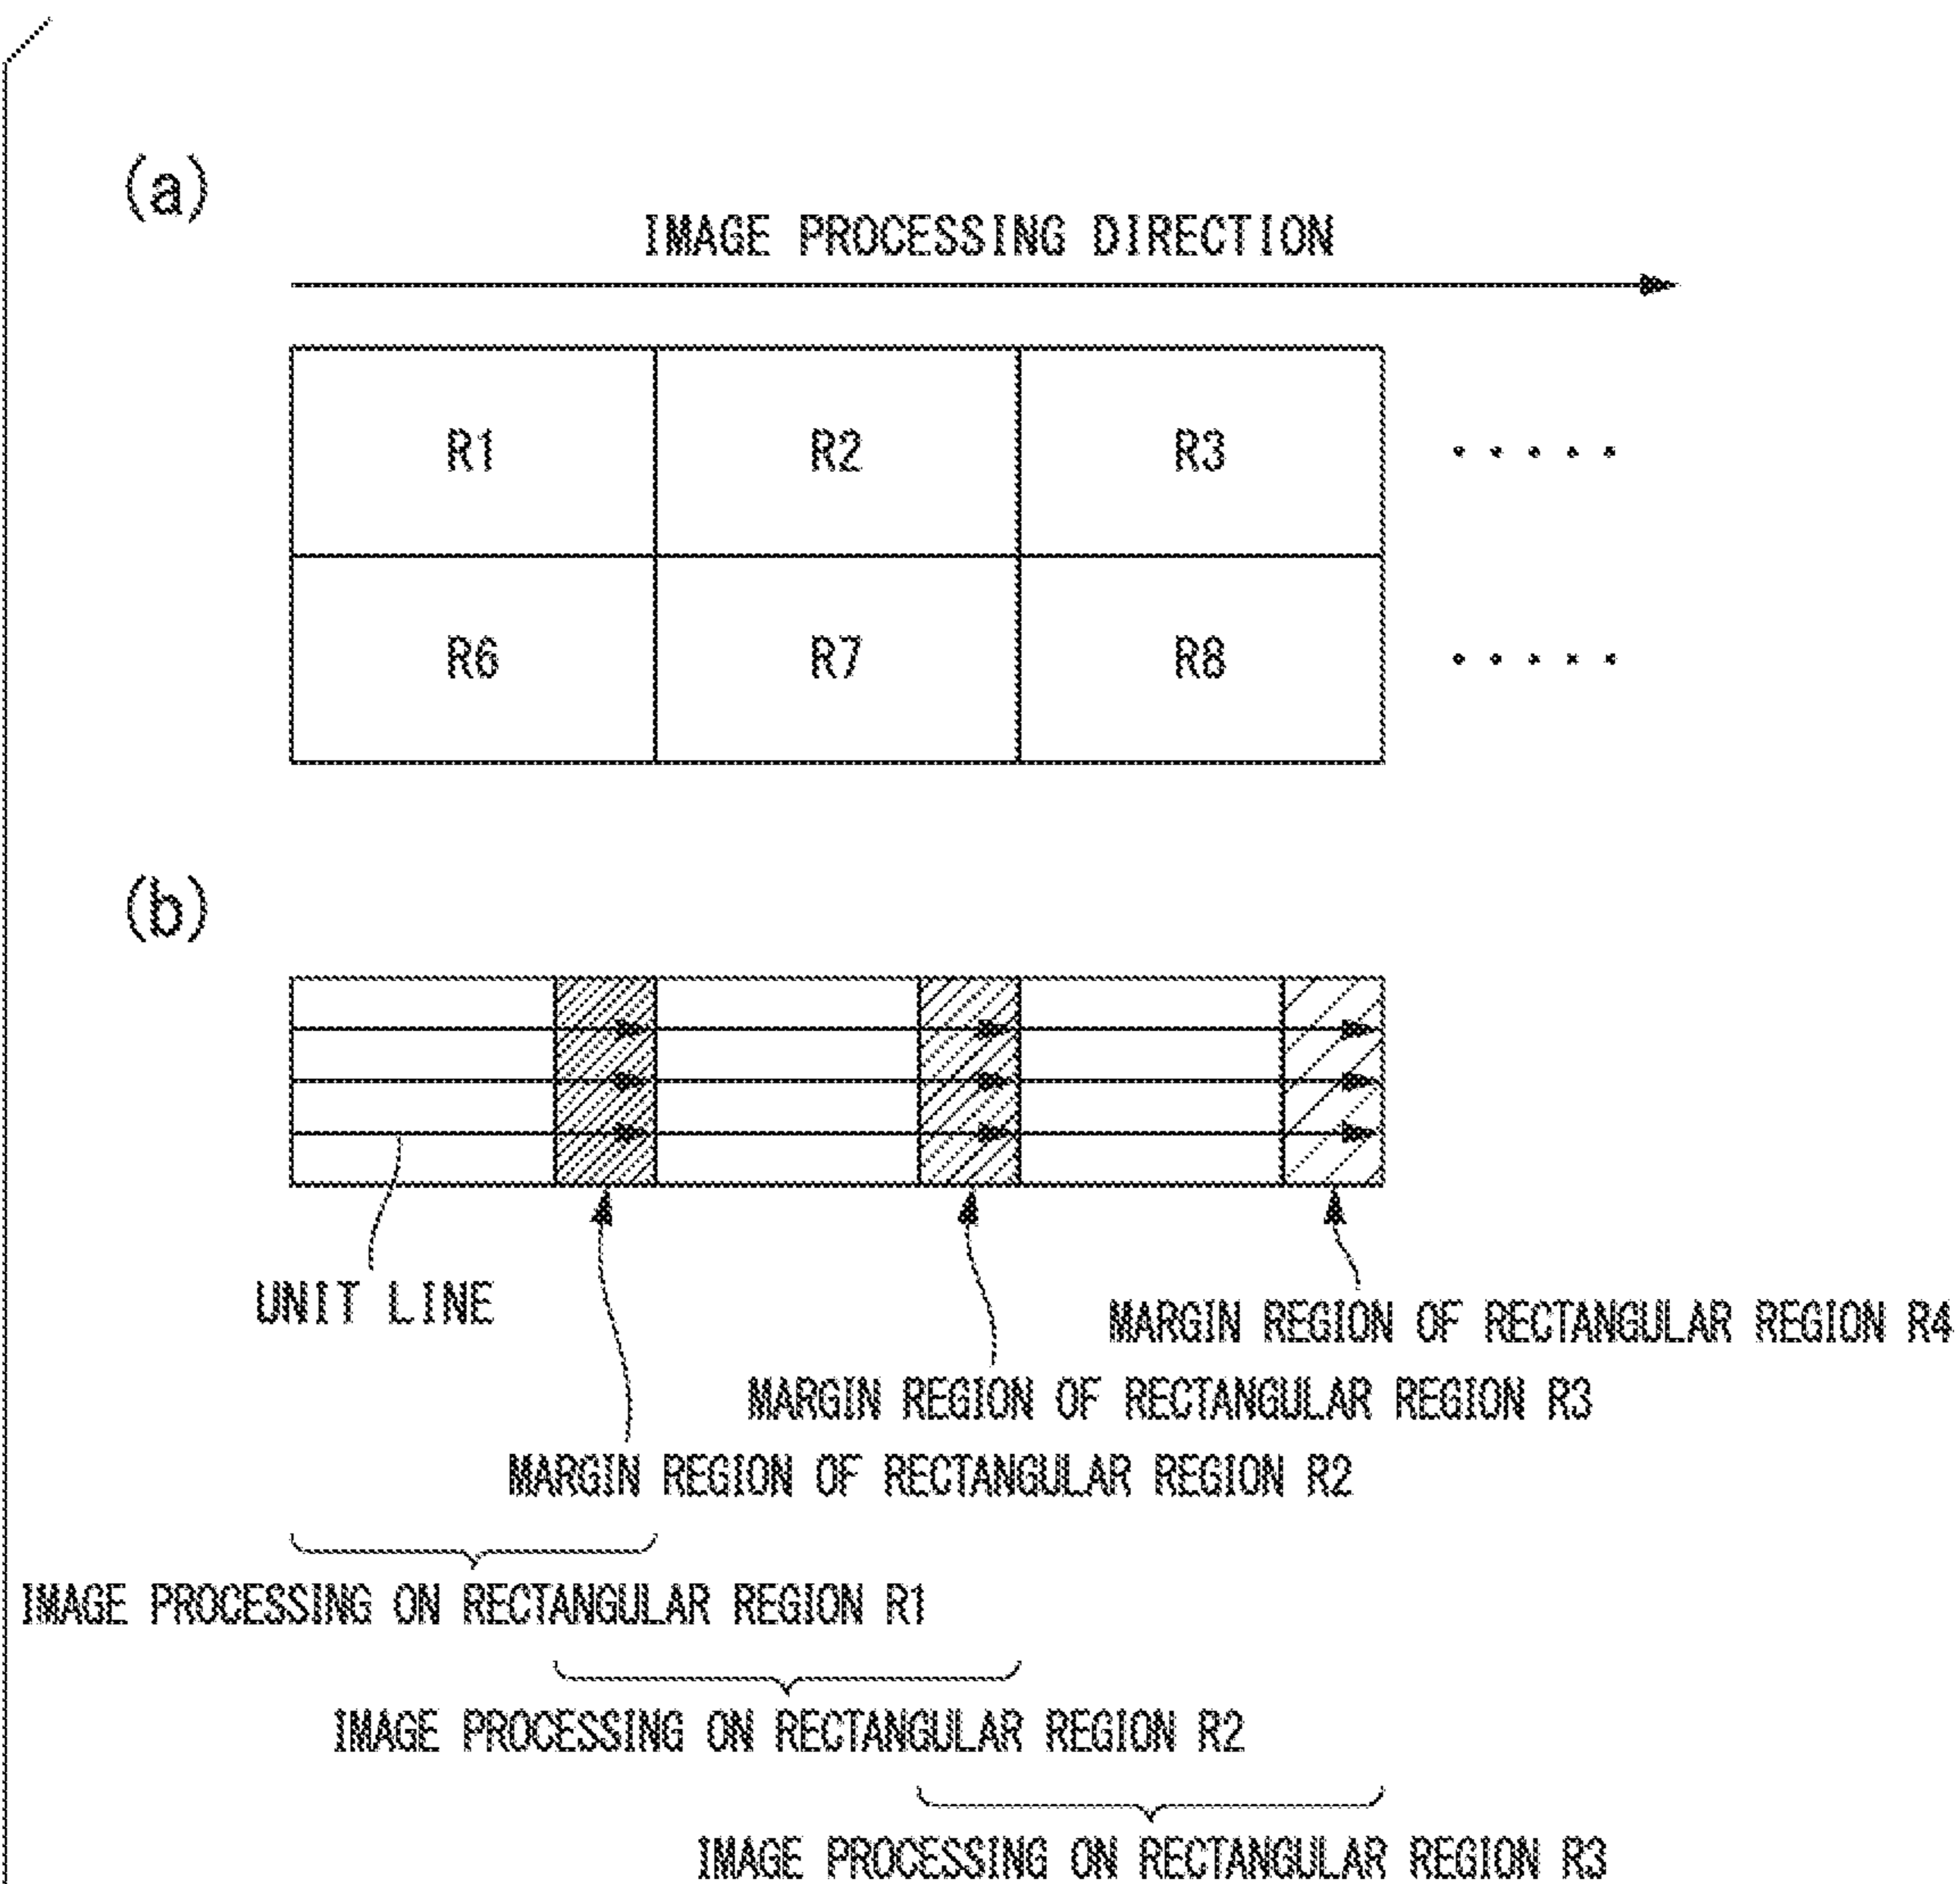 (a)
IMAGE PROCESSING DIRECTION
R1 R2 R3 .....
R6 R7 R8 .....
(b)
UNIT LINE
MARGIN REGION OF RECTANGULAR REGION R4
MARGIN REGION OF RECTANGULAR REGION R3
MARGIN REGION OF RECTANGULAR REGION R2
IMAGE PROCESSING ON RECTANGULAR REGION R1
IMAGE PROCESSING ON RECTANGULAR REGION R2
IMAGE PROCESSING ON RECTANGULAR REGION R3